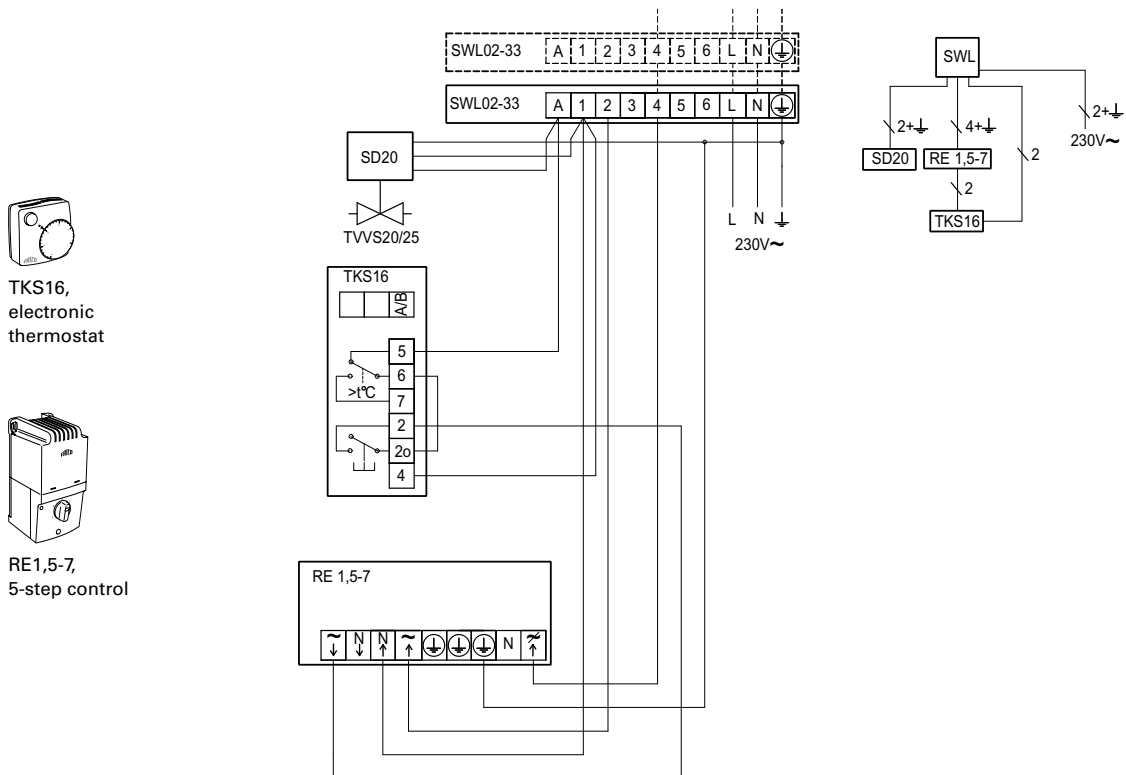 SWL02-33 A 1 2 3 4 5 6 L N
SWL02-33 A 1 2 3 4 5 6 L N
SD20
TVVS20/25
L N
230V~
SWL
2+
4+
2+
230V~
SD20
RE 1,5-7
2
2
TKS16
TKS16,
electronic
thermostat
TKS16
A/B
5
6
7
2
2o
4
>t°C
RE1,5-7,
5-step control
RE 1,5-7
~ N N ~ N ≁